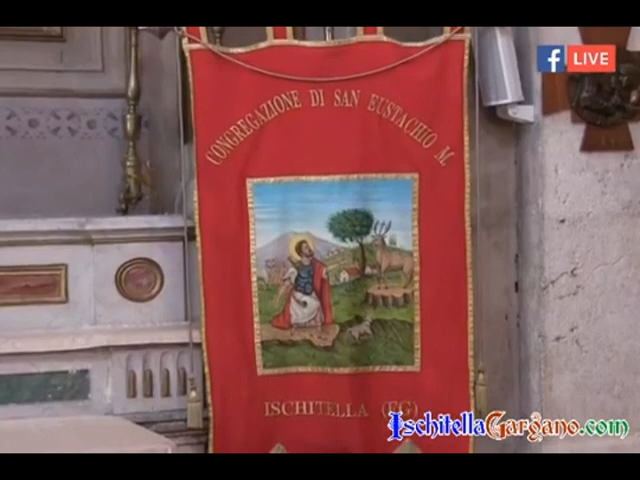 LIVE
CONGREGAZIONE DI SAN EUSTACHIO M.
ISCHITELLA (FG)
IschitellaGargano.com